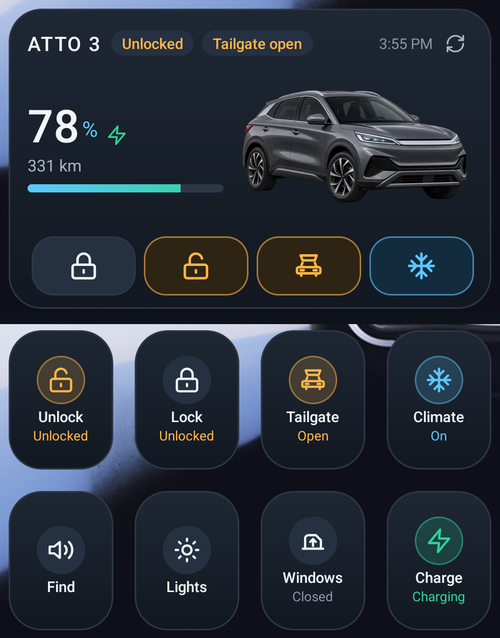 ATTO 3 Unlocked Tailgate open 3:55 PM
78%
331 km
Unlock Lock Tailgate Climate
Unlocked Unlocked Open On
Find Lights Windows Charge
Closed Charging